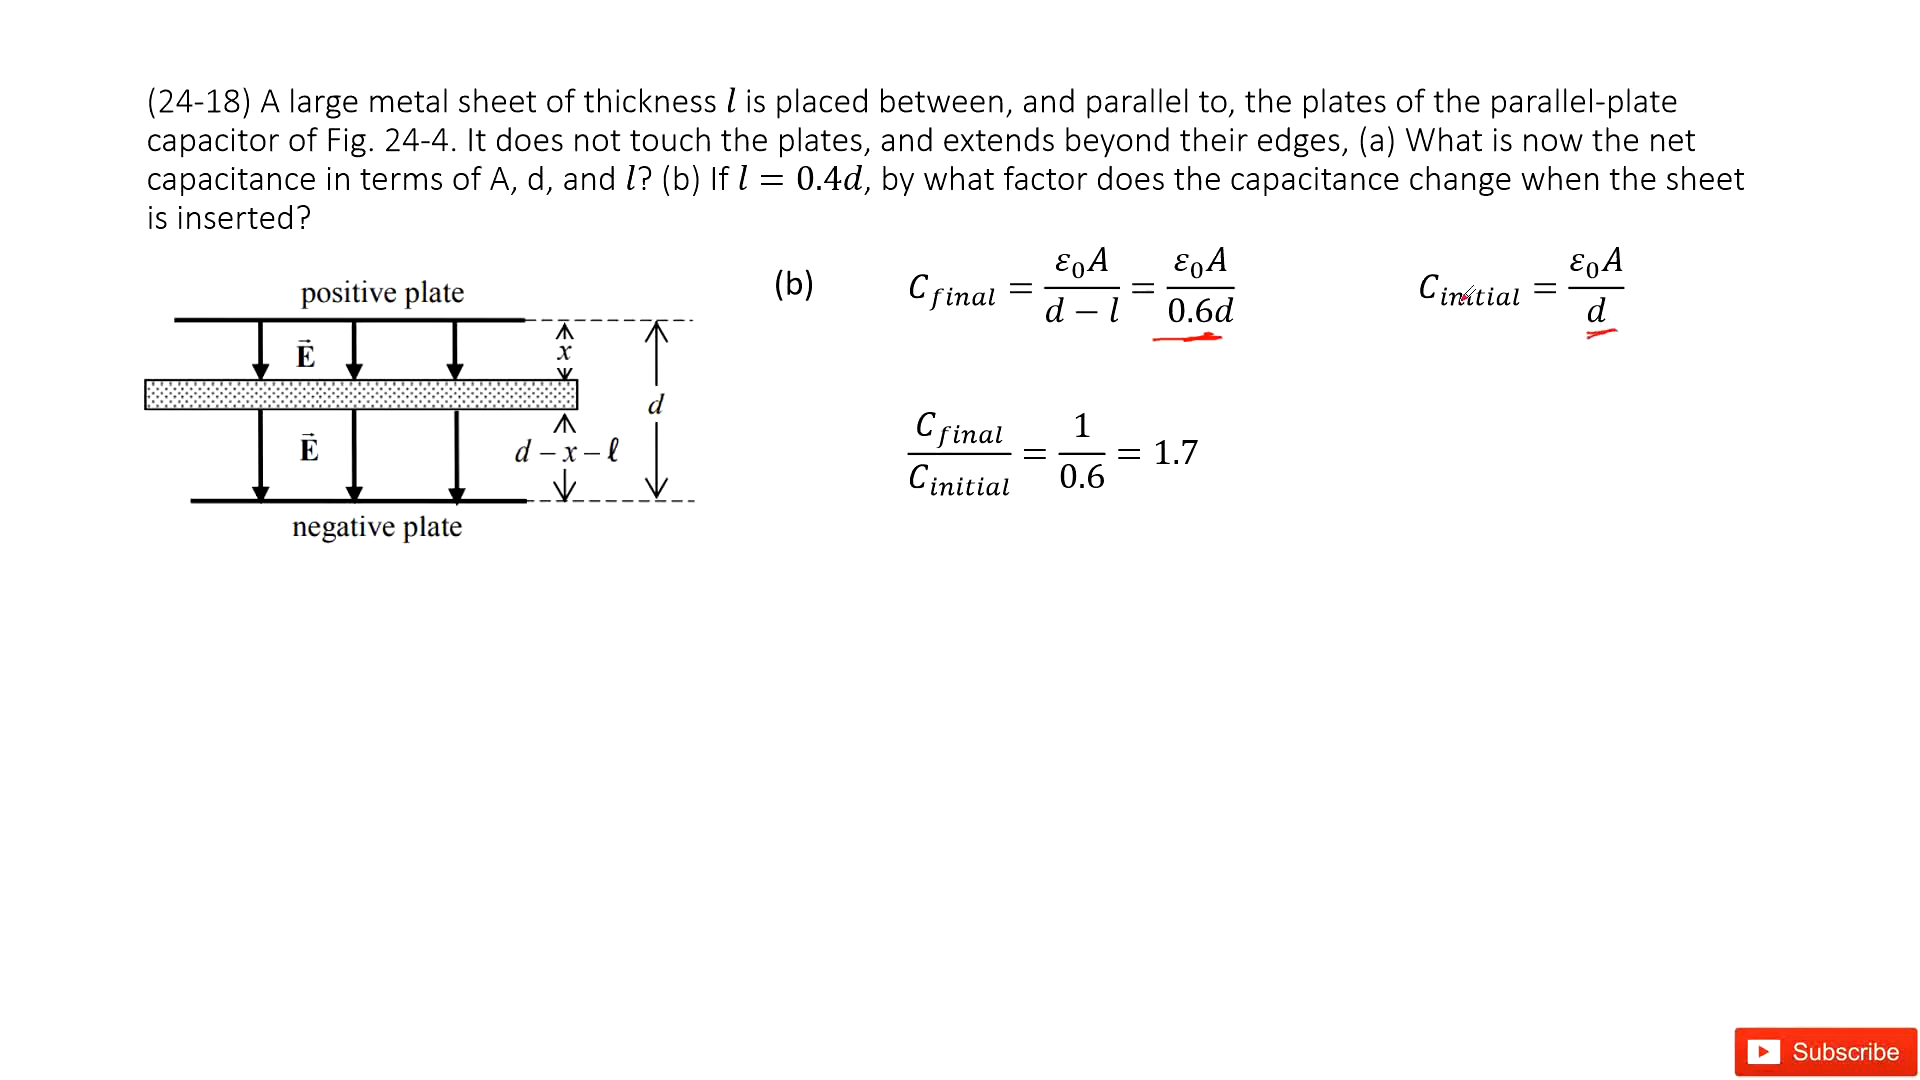 (24-18) A large metal sheet of thickness l is placed between, and parallel to, the plates of the parallel-plate
capacitor of Fig. 24-4. It does not touch the plates, and extends beyond their edges, (a) What is now the net
capacitance in terms of A, d, and l? (b) If l = 0.4d, by what factor does the capacitance change when the sheet
is inserted?
positive plate
E⃗
x
d
E⃗
d – x – ℓ
negative plate
(b) C_final = ε₀A / (d − l) = ε₀A / 0.6d
C_initial = ε₀A / d
C_final / C_initial = 1 / 0.6 = 1.7
Subscribe